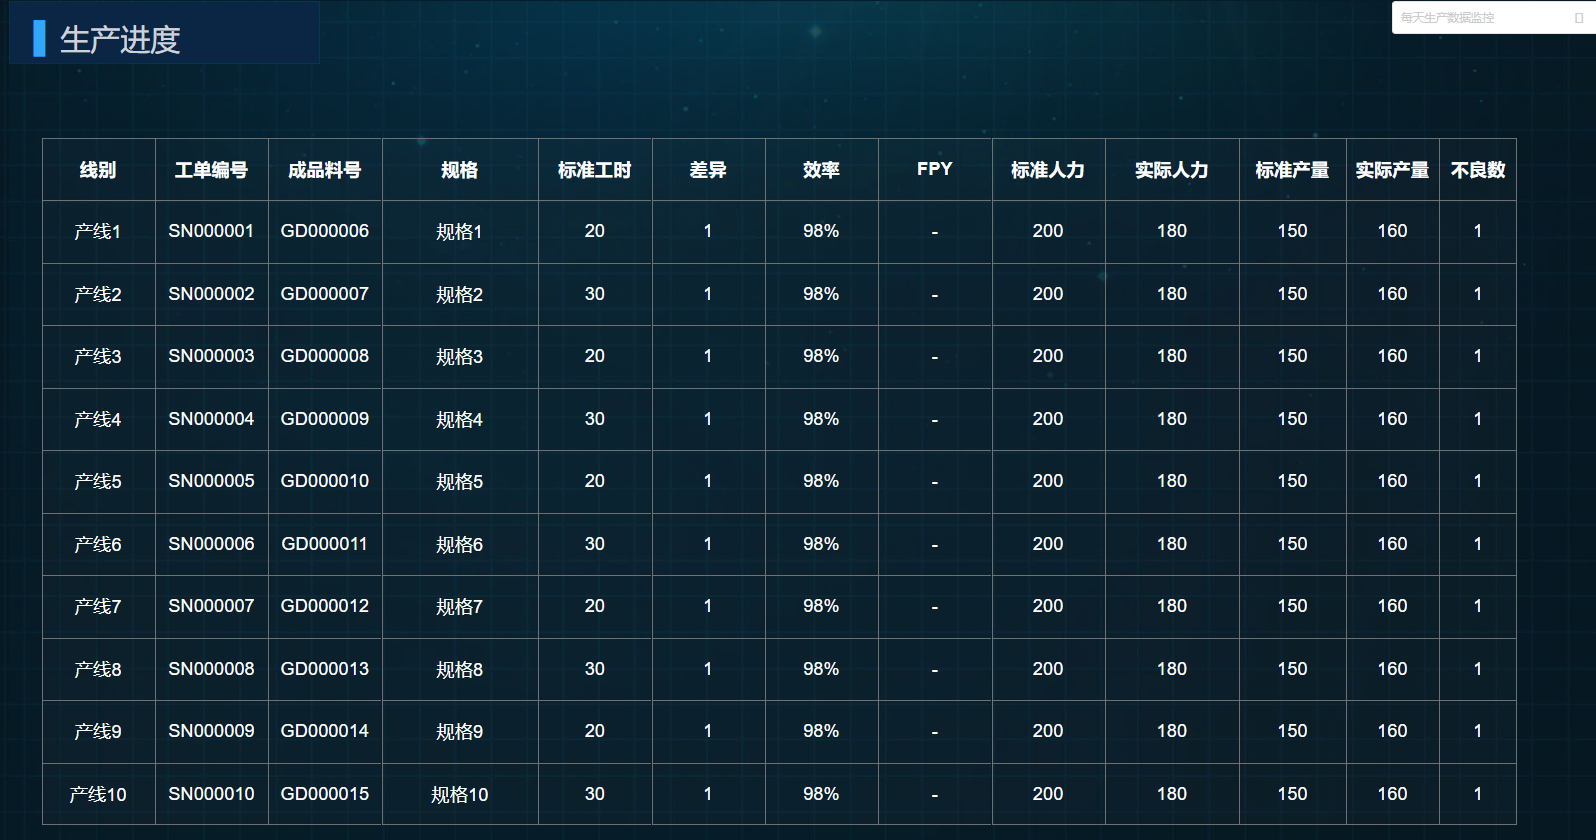 生产进度
每天生产数据监控
线别 工单编号 成品料号 规格 标准工时 差异 效率 FPY 标准人力 实际人力 标准产量 实际产量 不良数
产线1 SN000001 GD000006 规格1 20 1 98% - 200 180 150 160 1
产线2 SN000002 GD000007 规格2 30 1 98% - 200 180 150 160 1
产线3 SN000003 GD000008 规格3 20 1 98% - 200 180 150 160 1
产线4 SN000004 GD000009 规格4 30 1 98% - 200 180 150 160 1
产线5 SN000005 GD000010 规格5 20 1 98% - 200 180 150 160 1
产线6 SN000006 GD000011 规格6 30 1 98% - 200 180 150 160 1
产线7 SN000007 GD000012 规格7 20 1 98% - 200 180 150 160 1
产线8 SN000008 GD000013 规格8 30 1 98% - 200 180 150 160 1
产线9 SN000009 GD000014 规格9 20 1 98% - 200 180 150 160 1
产线10 SN000010 GD000015 规格10 30 1 98% - 200 180 150 160 1